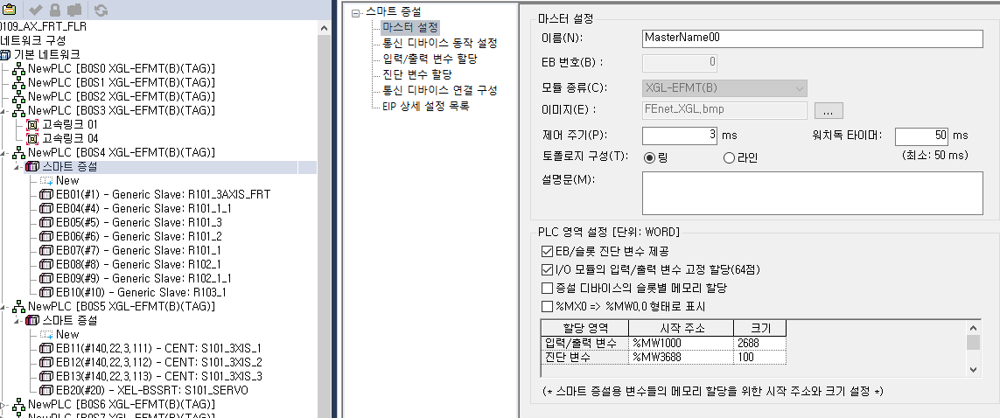 0109_AX_FRT_FLR
네트워크 구성
기본 네트워크
NewPLC [B0S0 XGL-EFMT(B)(TAG)]
NewPLC [B0S1 XGL-EFMT(B)(TAG)]
NewPLC [B0S2 XGL-EFMT(B)(TAG)]
NewPLC [B0S3 XGL-EFMT(B)(TAG)]
고속링크 01
고속링크 04
NewPLC [B0S4 XGL-EFMT(B)(TAG)]
스마트 증설
New
EB01(#1) - Generic Slave: R101_3AXIS_FRT
EB04(#4) - Generic Slave: R101_1_1
EB05(#5) - Generic Slave: R101_3
EB06(#6) - Generic Slave: R101_2
EB07(#7) - Generic Slave: R101_1
EB08(#8) - Generic Slave: R102_1
EB09(#9) - Generic Slave: R102_1_1
EB10(#10) - Generic Slave: R103_1
NewPLC [B0S5 XGL-EFMT(B)(TAG)]
스마트 증설
New
EB11(#140,22,3,111) - CENT: S101_3XIS_1
EB12(#140,22,3,112) - CENT: S101_3XIS_2
EB13(#140,22,3,113) - CENT: S101_3XIS_3
EB20(#20) - XEL-BSSRT: S101_SERVO
NewPLC [B0S6 XGL-EFMT(B)(TAG)]
NewPLC [B0S7 XGL-EFMT(B)(TAG)]
스마트 증설
마스터 설정
통신 디바이스 동작 설정
입력/출력 변수 할당
진단 변수 할당
통신 디바이스 연결 구성
EIP 상세 설정 목록
마스터 설정
이름(N): MasterName00
EB 번호(B) : 0
모듈 종류(C): XGL-EFMT(B)
이미지(E) : FEnet_XGL.bmp ...
제어 주기(P): 3 ms 워치독 타이머: 50 ms
토폴로지 구성(T): 링 라인 (최소: 50 ms)
설명문(M):
PLC 영역 설정 [단위: WORD]
EB/슬롯 진단 변수 제공
I/O 모듈의 입력/출력 변수 고정 할당(64점)
증설 디바이스의 슬롯별 메모리 할당
%MX0 => %MW0.0 형태로 표시
할당 영역 시작 주소 크기
입력/출력 변수 %MW1000 2688
진단 변수 %MW3688 100
(* 스마트 증설용 변수들의 메모리 할당을 위한 시작 주소와 크기 설정 *)